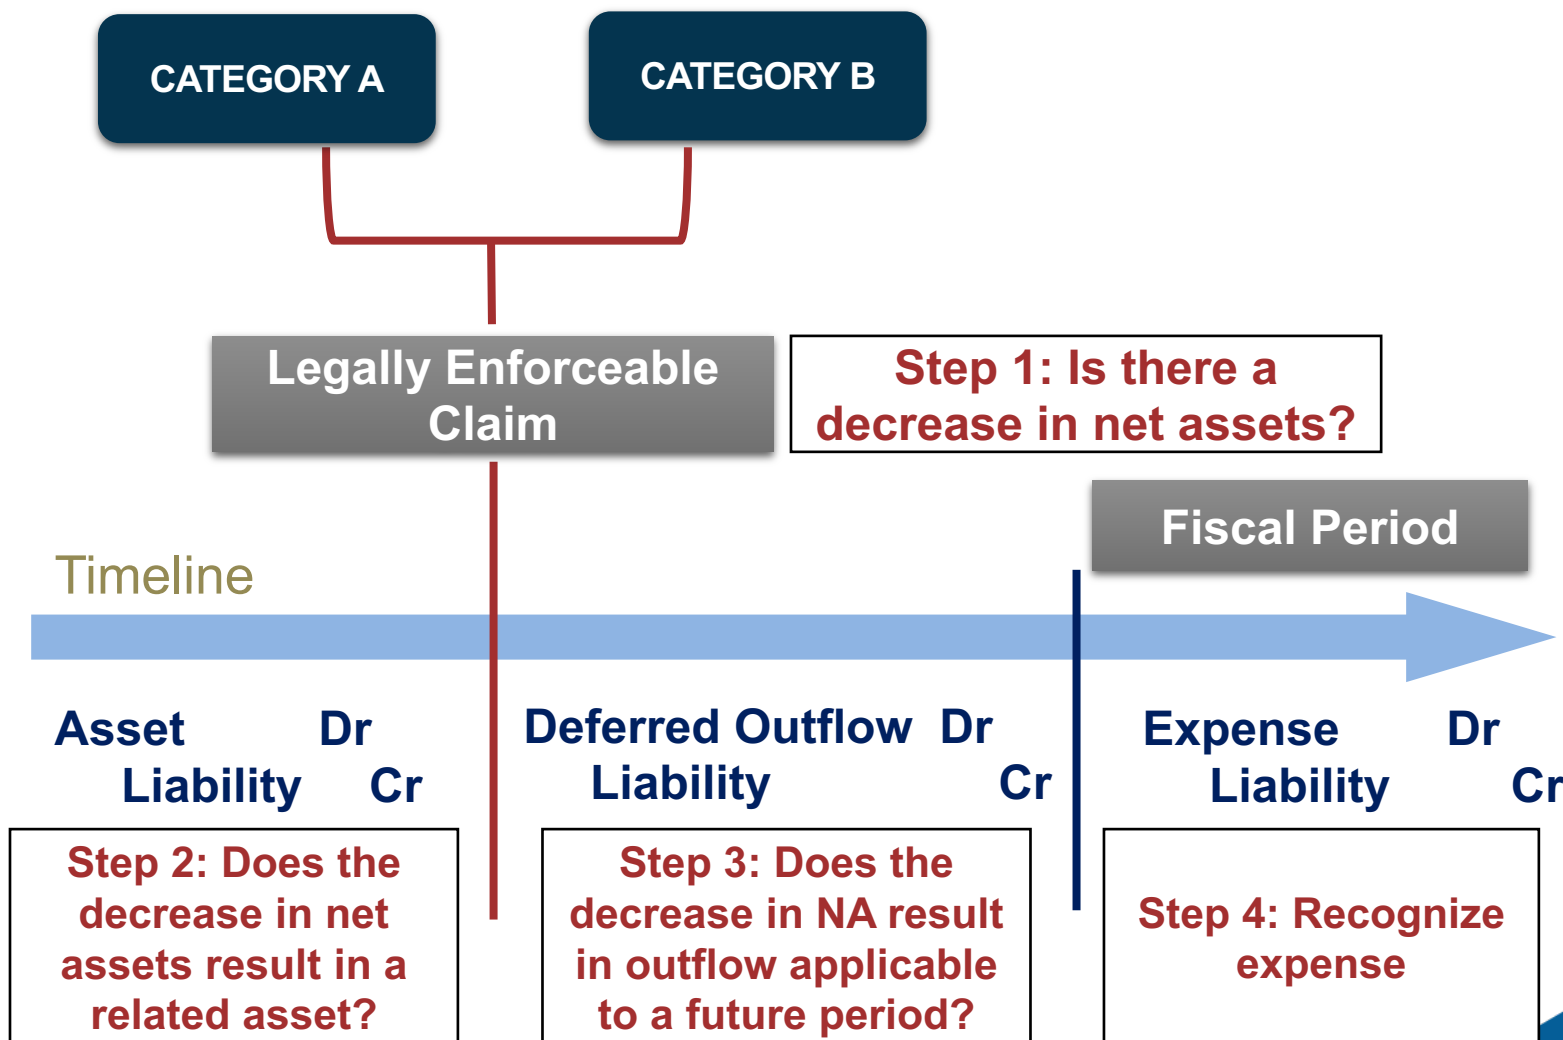 CATEGORY A
CATEGORY B
Legally Enforceable
Claim
Step 1: Is there a
decrease in net assets?
Fiscal Period
Timeline
Asset Dr
Liability Cr
Deferred Outflow Dr
Liability Cr
Expense Dr
Liability Cr
Step 2: Does the
decrease in net
assets result in a
related asset?
Step 3: Does the
decrease in NA result
in outflow applicable
to a future period?
Step 4: Recognize
expense